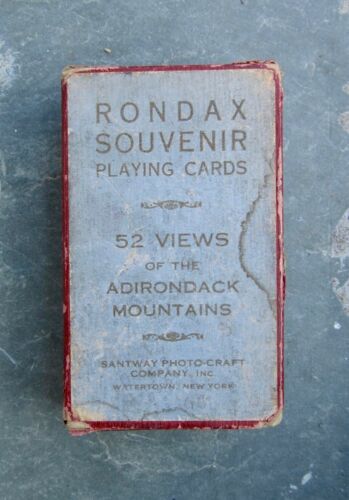 RONDAX
SOUVENIR
PLAYING CARDS
52 VIEWS
OF THE
ADIRONDACK
MOUNTAINS
SANTWAY PHOTO-CRAFT
COMPANY, INC
WATERTOWN, NEW YORK